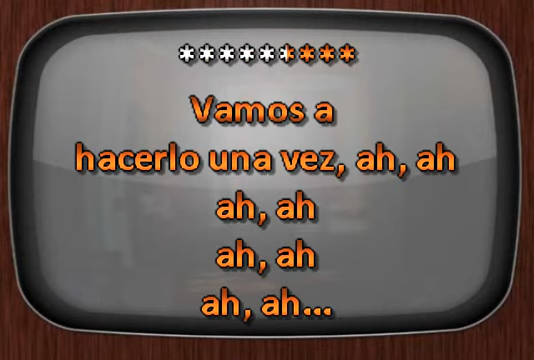 **********
Vamos a
hacerlo una vez, ah, ah
ah, ah
ah, ah
ah, ah...